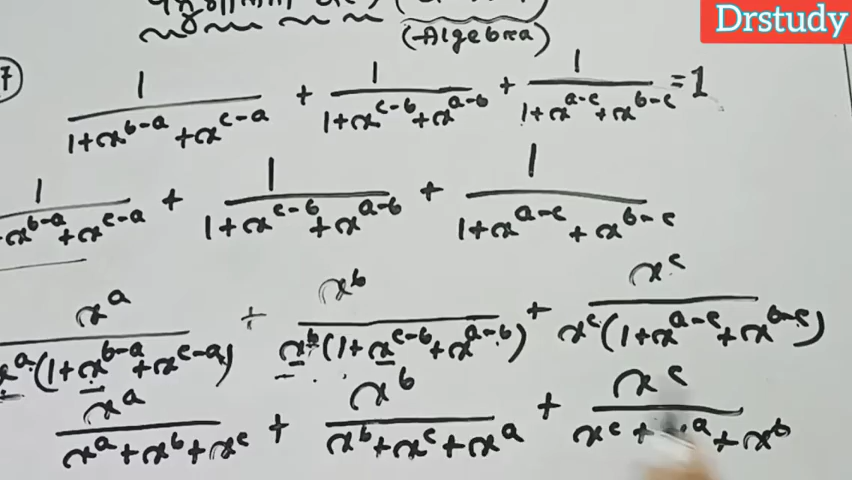 Drstudy
(Algebra)
7
1/(1+x^(b-a)+x^(c-a)) + 1/(1+x^(c-b)+x^(a-b)) + 1/(1+x^(a-c)+x^(b-c)) =1
1/(+x^(b-a)+x^(c-a)) + 1/(1+x^(c-b)+x^(a-b)) + 1/(1+x^(a-c)+x^(b-c))
x^a/(x^a(1+x^(b-a)+x^(c-a))) + x^b/(x^b(1+x^(c-b)+x^(a-b))) + x^c/(x^c(1+x^(a-c)+x^(b-c)))
x^a/(x^a+x^b+x^c) + x^b/(x^b+x^c+x^a) + x^c/(x^c+x^a+x^b)